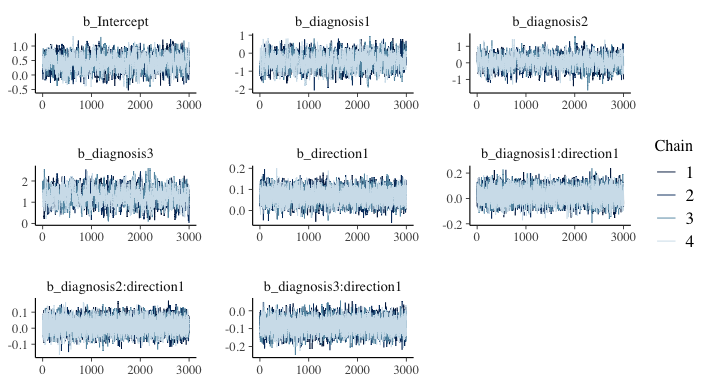 b_Intercept
1.0
0.5
0.0
-0.5
0 1000 2000 3000
b_diagnosis1
1
0
-1
-2
0 1000 2000 3000
b_diagnosis2
1
0
-1
0 1000 2000 3000
b_diagnosis3
2
1
0
0 1000 2000 3000
b_direction1
0.2
0.1
0.0
0 1000 2000 3000
b_diagnosis1:direction1
0.2
0.0
-0.2
0 1000 2000 3000
b_diagnosis2:direction1
0.1
0.0
-0.1
0 1000 2000 3000
b_diagnosis3:direction1
0.0
-0.1
-0.2
0 1000 2000 3000
Chain
1
2
3
4